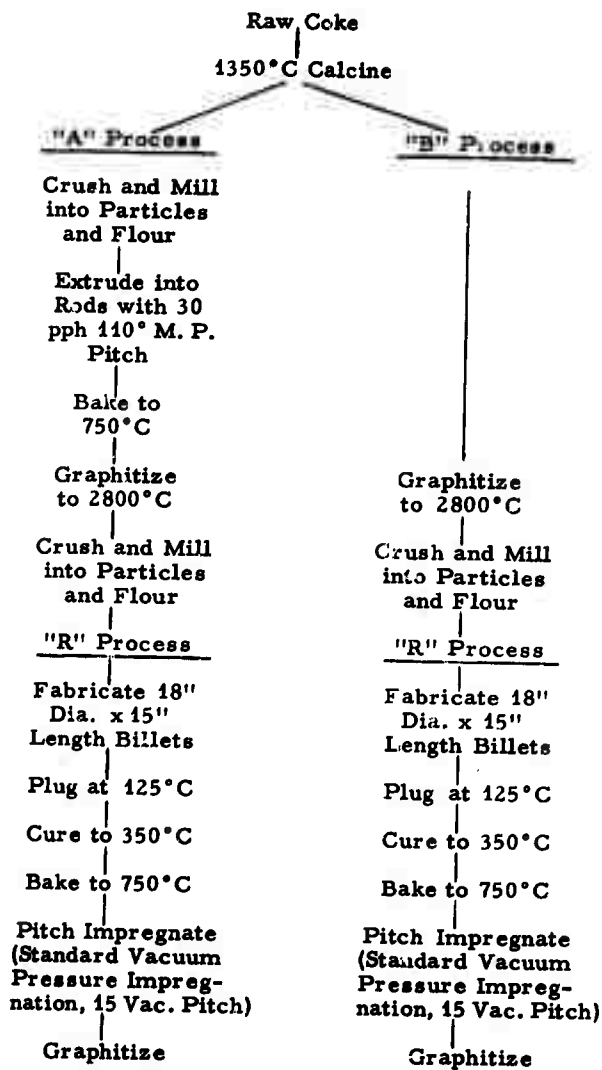 Raw Coke
1350°C Calcine
"A" Process
Crush and Mill
into Particles
and Flour
Extrude into
Rods with 30
pph 110° M. P.
Pitch
Bake to
750°C
Graphitize
to 2800°C
Crush and Mill
into Particles
and Flour
"R" Process
Fabricate 18"
Dia. x 15"
Length Billets
Plug at 125°C
Cure to 350°C
Bake to 750°C
Pitch Impregnate
(Standard Vacuum
Pressure Impreg-
nation, 15 Vac. Pitch)
Graphitize
"B" Process
Graphitize
to 2800°C
Crush and Mill
into Particles
and Flour
"R" Process
Fabricate 18"
Dia. x 15"
Length Billets
Plug at 125°C
Cure to 350°C
Bake to 750°C
Pitch Impregnate
(Standard Vacuum
Pressure Impreg-
nation, 15 Vac. Pitch)
Graphitize